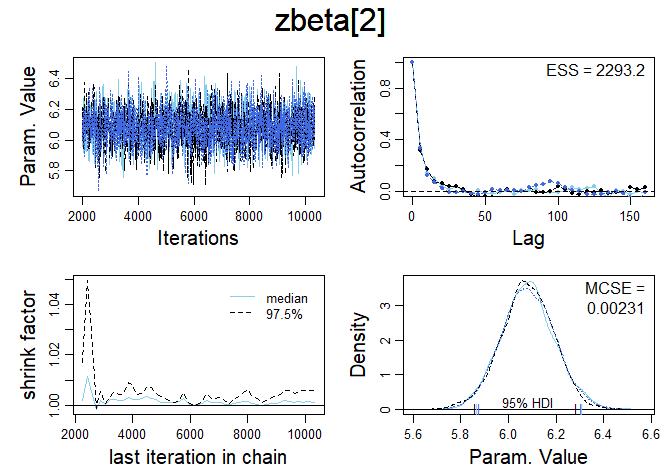 zbeta[2]
Param. Value
5.8 6.0 6.2 6.4
2000 4000 6000 8000 10000
Iterations
Autocorrelation
0.0 0.4 0.8
ESS = 2293.2
0 50 100 150
Lag
shrink factor
1.00 1.02 1.04
median
97.5%
2000 4000 6000 8000 10000
last iteration in chain
Density
0 1 2 3
MCSE =
0.00231
95% HDI
5.6 5.8 6.0 6.2 6.4 6.6
Param. Value